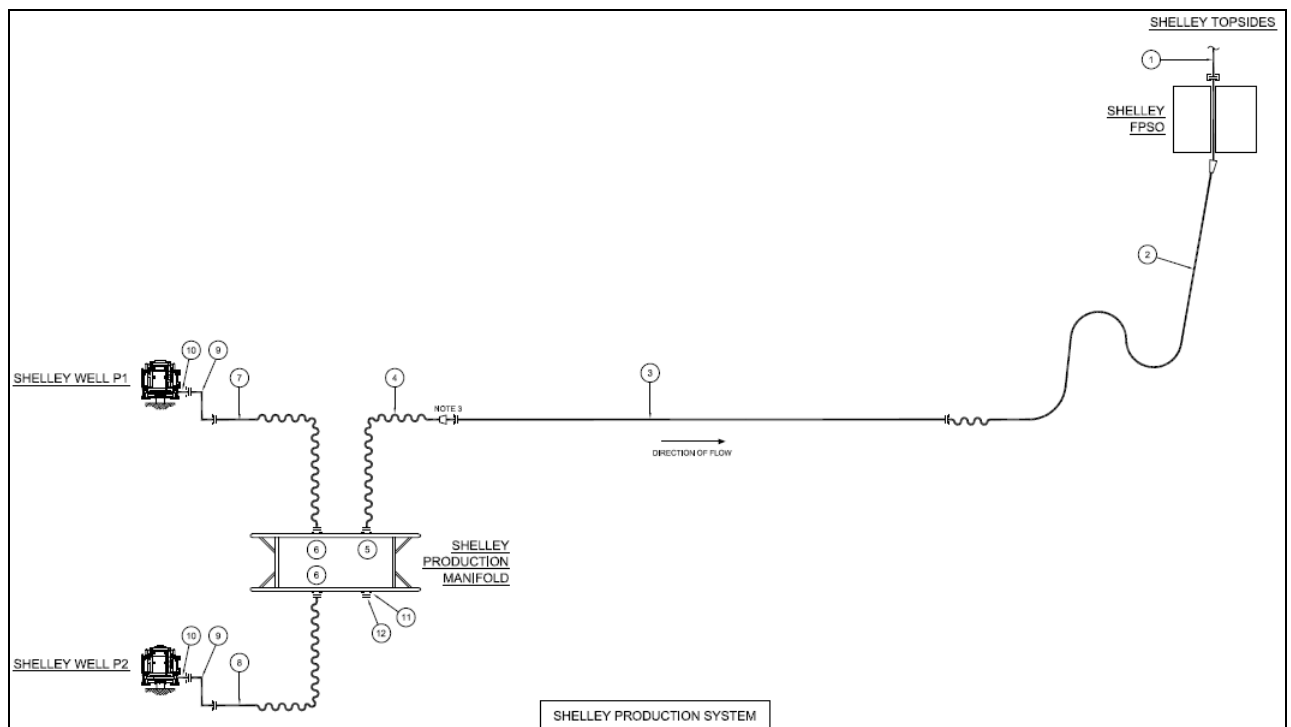 SHELLEY TOPSIDES
1
SHELLEY
FPSO
2
10
9
SHELLEY WELL P1
7
4
NOTE 3
3
DIRECTION OF FLOW
6
5
SHELLEY
PRODUCTION
MANIFOLD
6
11
12
10
9
SHELLEY WELL P2
8
SHELLEY PRODUCTION SYSTEM